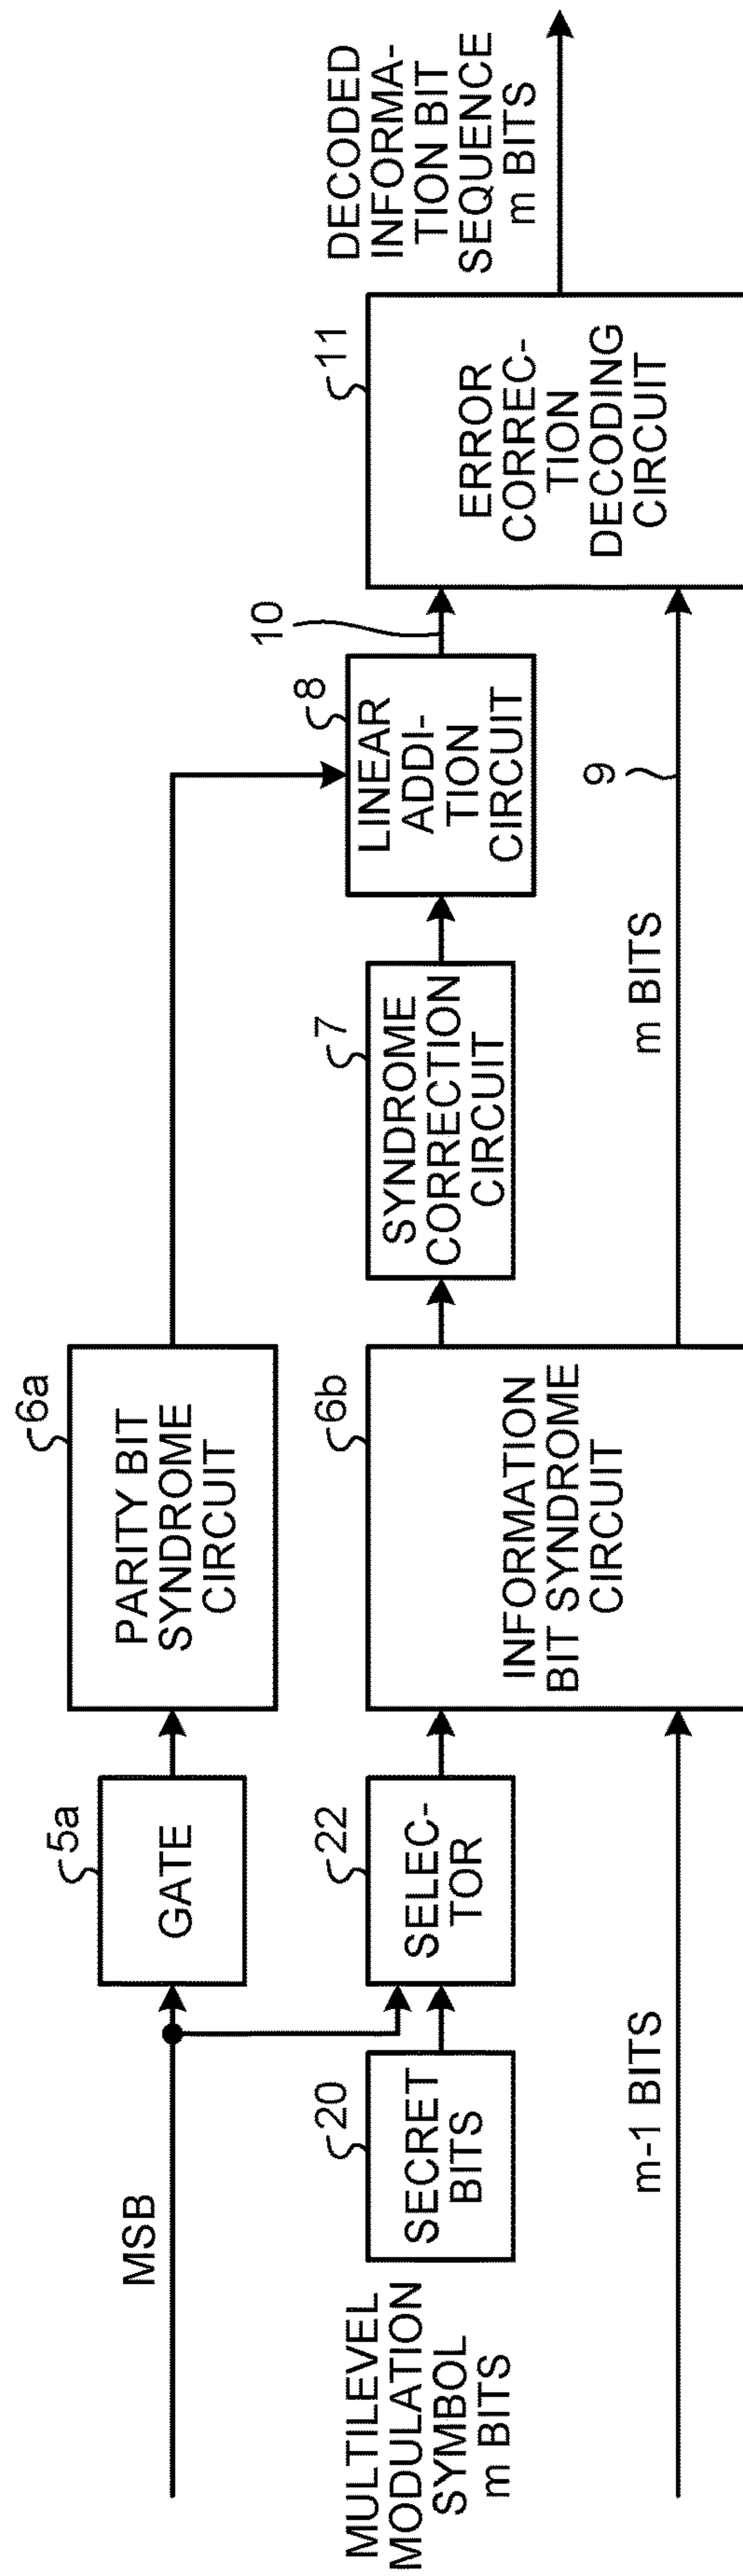 MULTILEVEL
MODULATION
SYMBOL
m BITS
MSB
m-1 BITS
20
SECRET
BITS
5a
GATE
22
SELEC-
TOR
6a
PARITY BIT
SYNDROME
CIRCUIT
6b
INFORMATION
BIT SYNDROME
CIRCUIT
7
SYNDROME
CORRECTION
CIRCUIT
m BITS
9
8
LINEAR
ADDI-
TION
CIRCUIT
10
11
ERROR
CORREC-
TION
DECODING
CIRCUIT
DECODED
INFORMA-
TION BIT
SEQUENCE
m BITS